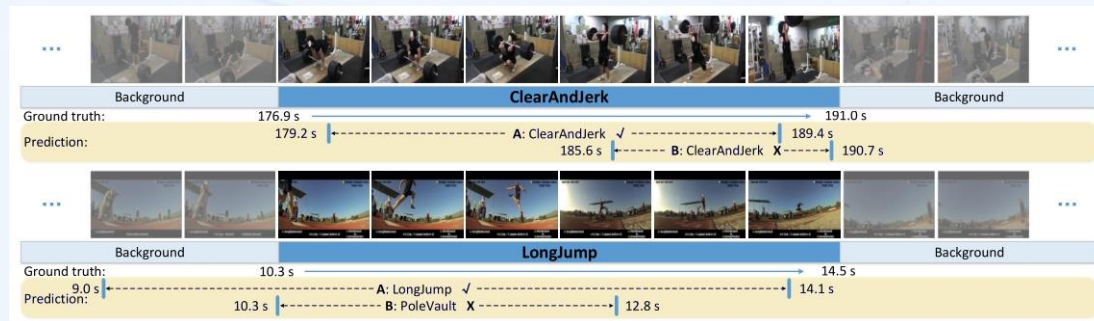 ...
...
Background ClearAndJerk Background
Ground truth: 176.9 s 191.0 s
Prediction: 179.2 s A: ClearAndJerk √ 189.4 s
185.6 s B: ClearAndJerk X 190.7 s
...
...
Background LongJump Background
Ground truth: 10.3 s 14.5 s
Prediction: 9.0 s A: LongJump √ 14.1 s
10.3 s B: PoleVault X 12.8 s